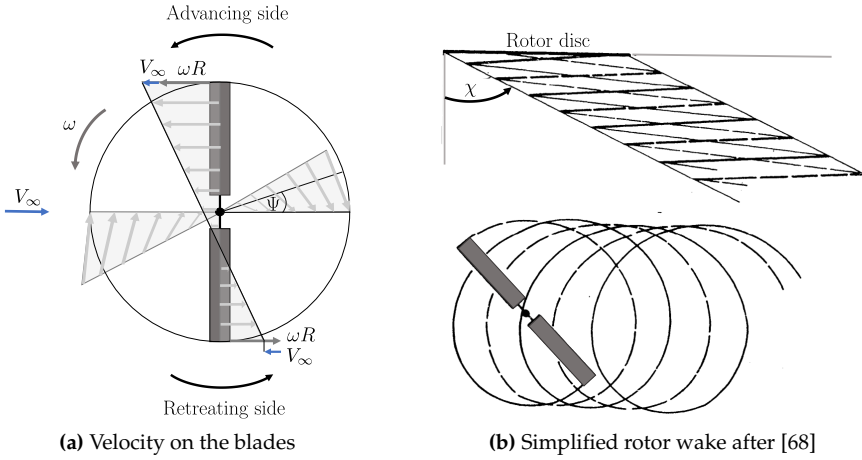 Advancing side
V∞ ωR
ω
V∞
Ψ
ωR
V∞
Retreating side
(a) Velocity on the blades
Rotor disc
χ
(b) Simplified rotor wake after [68]